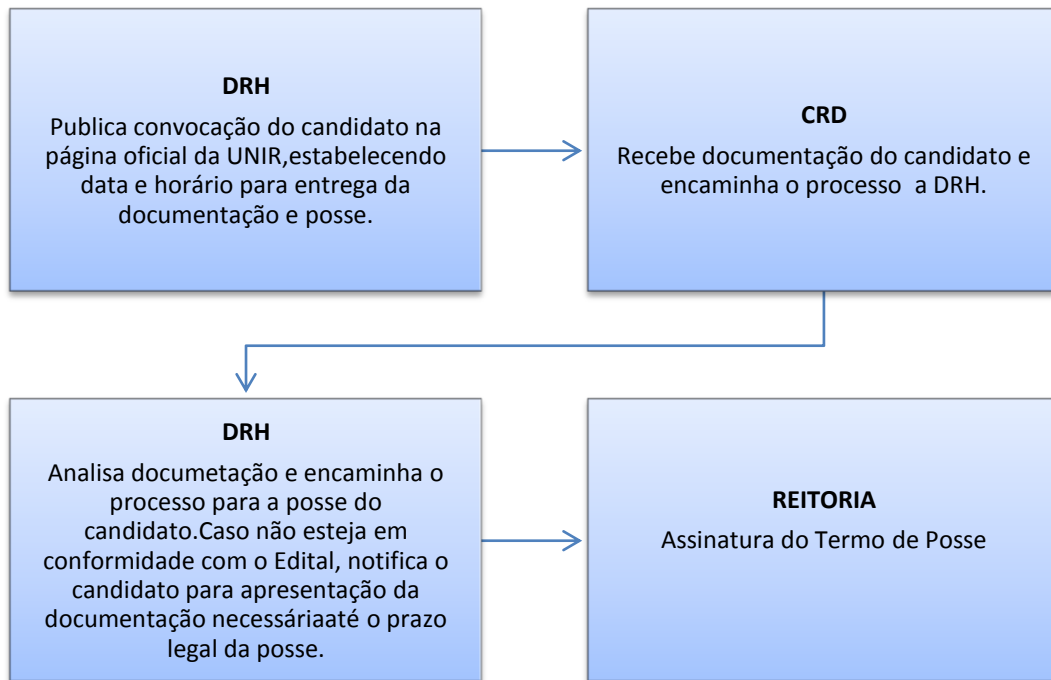 DRH
Publica convocação do candidato na
página oficial da UNIR,estabelecendo
data e horário para entrega da
documentação e posse.
CRD
Recebe documentação do candidato e
encaminha o processo a DRH.
DRH
Analisa documetação e encaminha o
processo para a posse do
candidato.Caso não esteja em
conformidade com o Edital, notifica o
candidato para apresentação da
documentação necessáriaaté o prazo
legal da posse.
REITORIA
Assinatura do Termo de Posse